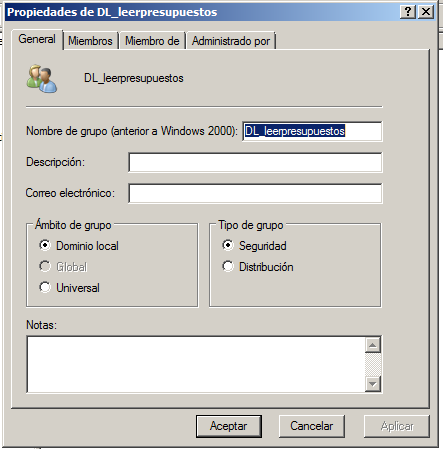 Propiedades de DL_leerpresupuestos
General Miembros Miembro de Administrado por
DL_leerpresupuestos
Nombre de grupo (anterior a Windows 2000): DL_leerpresupuestos
Descripción:
Correo electrónico:
Ámbito de grupo
Dominio local
Global
Universal
Tipo de grupo
Seguridad
Distribución
Notas:
Aceptar Cancelar Aplicar